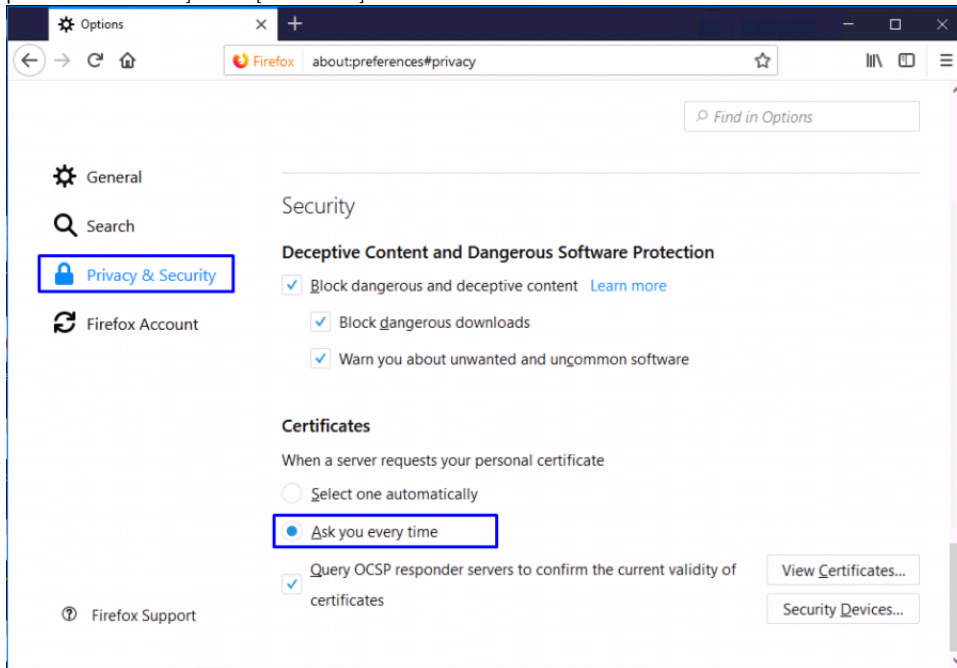 Options
Firefox about:preferences#privacy
Find in Options
General
Search
Privacy & Security
Firefox Account
Firefox Support
Security
Deceptive Content and Dangerous Software Protection
Block dangerous and deceptive content Learn more
Block dangerous downloads
Warn you about unwanted and uncommon software
Certificates
When a server requests your personal certificate
Select one automatically
Ask you every time
Query OCSP responder servers to confirm the current validity of
certificates
View Certificates...
Security Devices...